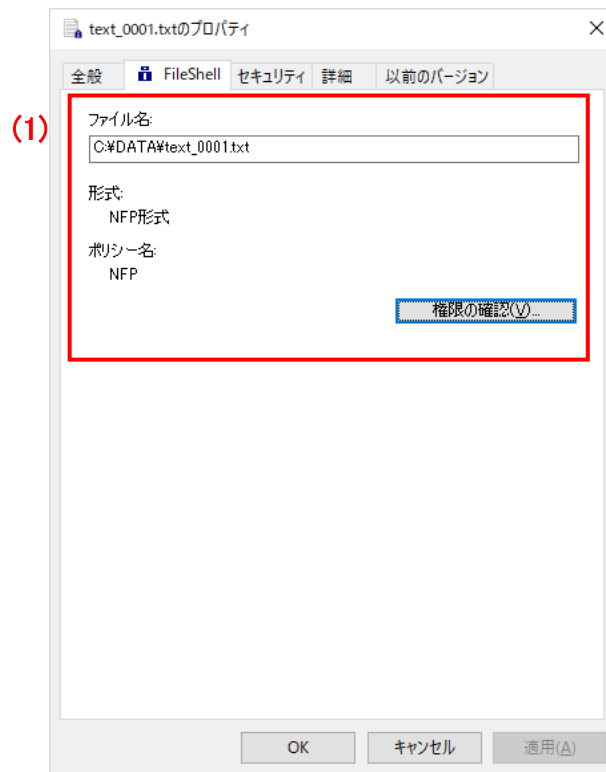 text_0001.txtのプロパティ
全般 FileShell セキュリティ 詳細 以前のバージョン
(1)
ファイル名:
C:¥DATA¥text_0001.txt
形式:
NFP形式
ポリシー名:
NFP
権限の確認(V)...
OK キャンセル 適用(A)